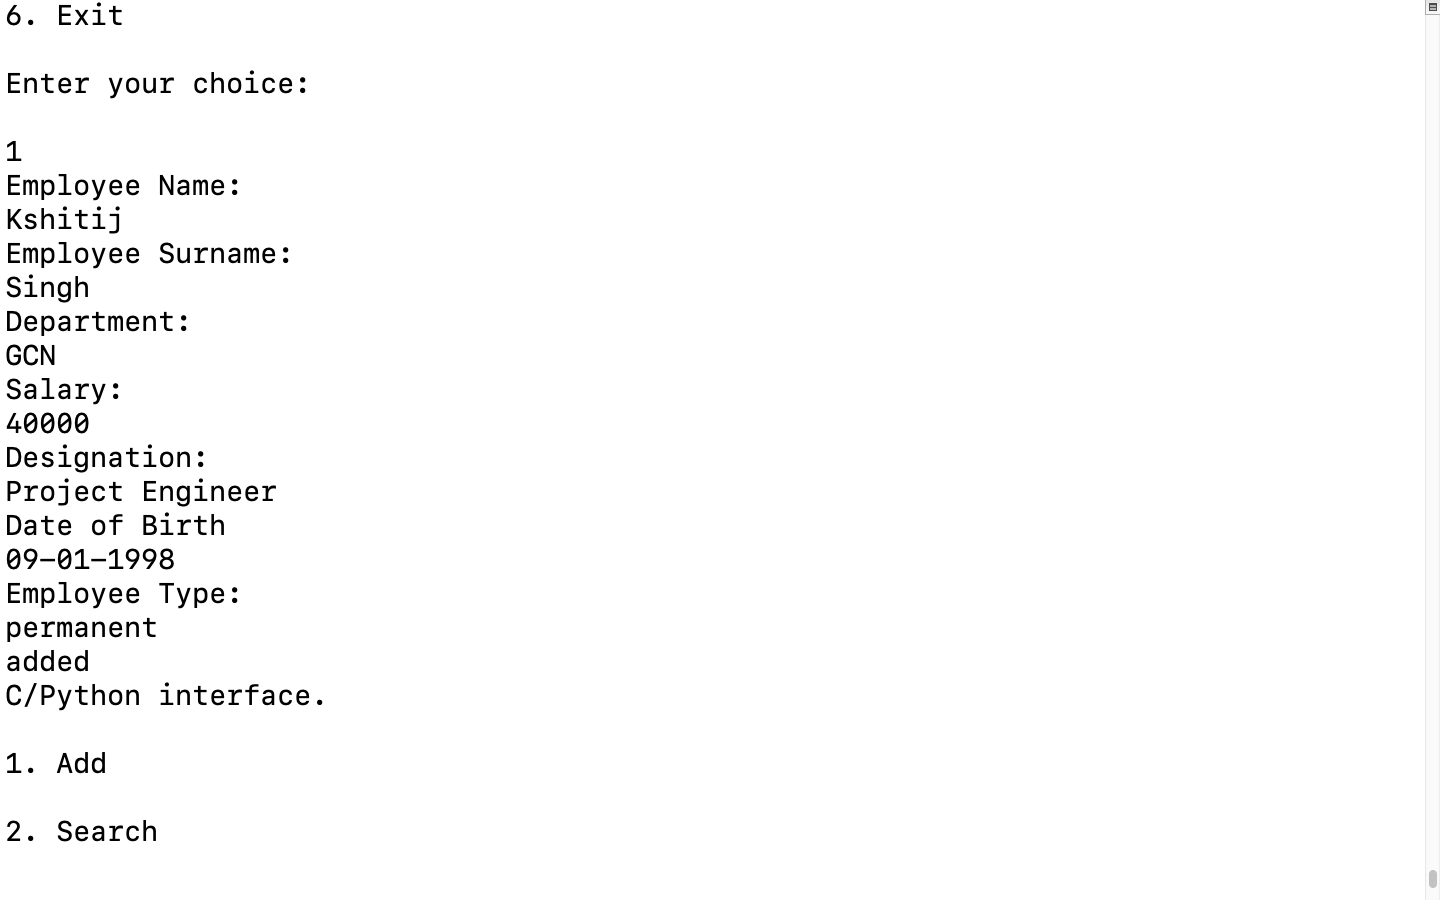 6. Exit
Enter your choice:
1
Employee Name:
Kshitij
Employee Surname:
Singh
Department:
GCN
Salary:
40000
Designation:
Project Engineer
Date of Birth
09-01-1998
Employee Type:
permanent
added
C/Python interface.
1. Add
2. Search